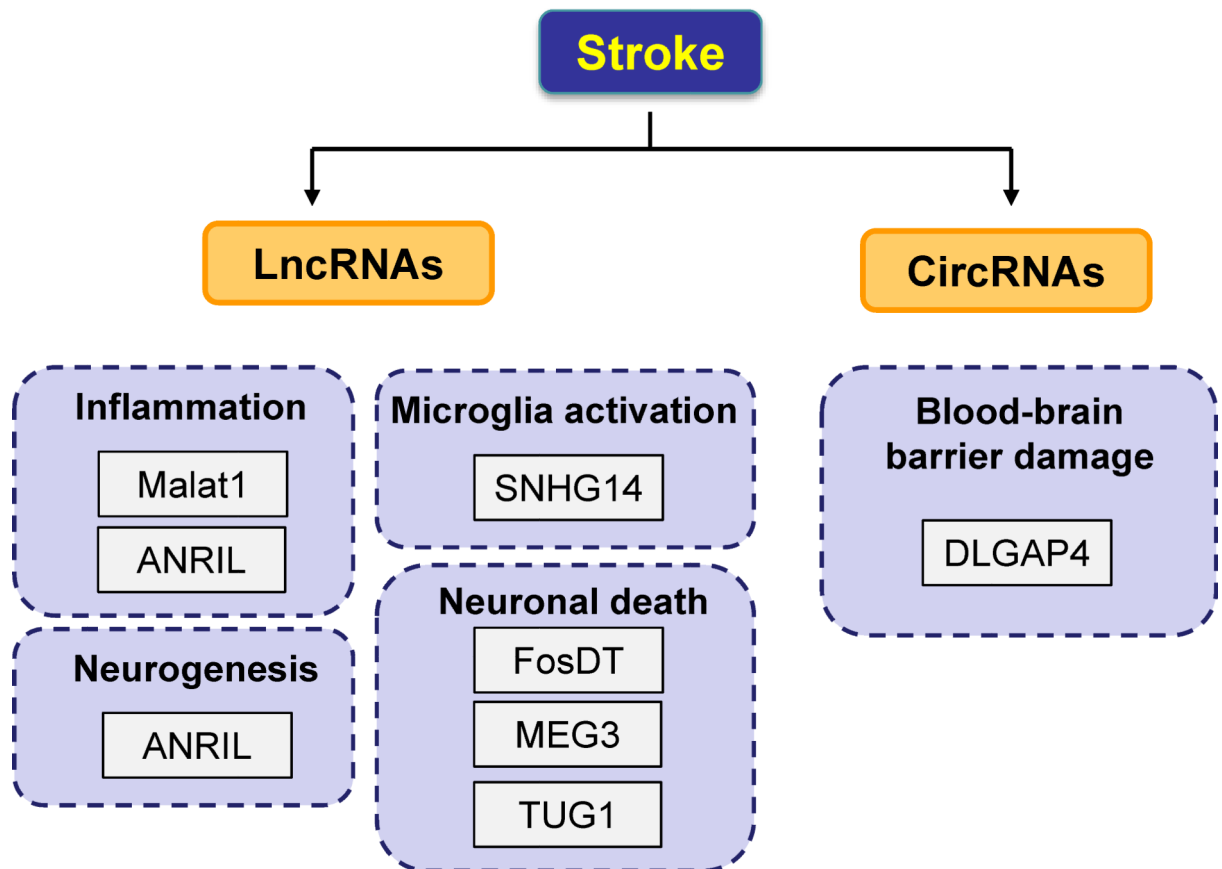 Stroke
LncRNAs
CircRNAs
Inflammation
Malat1
ANRIL
Neurogenesis
ANRIL
Microglia activation
SNHG14
Neuronal death
FosDT
MEG3
TUG1
Blood-brain
barrier damage
DLGAP4